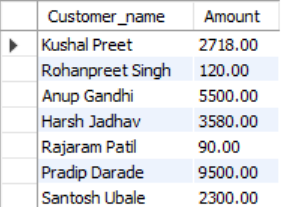 Customer_name Amount
Kushal Preet 2718.00
Rohanpreet Singh 120.00
Anup Gandhi 5500.00
Harsh Jadhav 3580.00
Rajaram Patil 90.00
Pradip Darade 9500.00
Santosh Ubale 2300.00